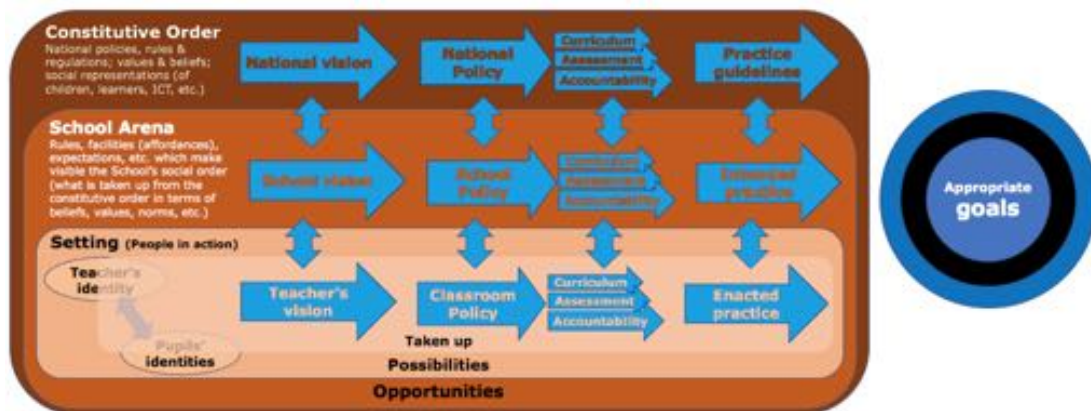 Constitutive Order
National policies, rules &
regulations; values & beliefs;
social representations (of
children, learners, ICT, etc.)
National vision
National
Policy
Curriculum
Assessment
Accountability
Practice
guidelines
School Arena
Rules, facilities (affordances),
expectations, etc. which make
visible the School's social order
(what is taken up from the
constitutive order in terms of
beliefs, values, norms, etc.)
School vision
School
Policy
Curriculum
Assessment
Accountability
practice
Setting (People in action)
Teacher's
identity
Pupils'
identities
Teacher's
vision
Classroom
Policy
Curriculum
Assessment
Accountability
Enacted
practice
Taken up
Possibilities
Opportunities
Appropriate
goals